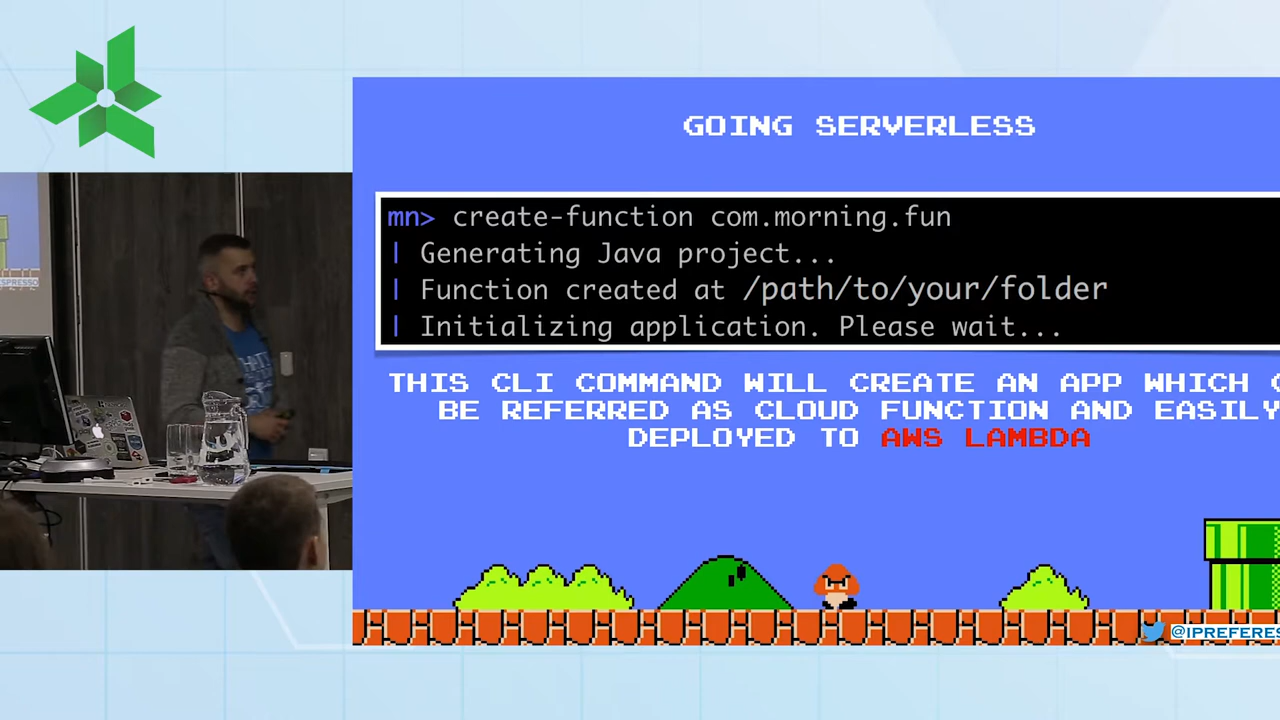 GOING SERVERLESS
mn> create-function com.morning.fun
| Generating Java project...
| Function created at /path/to/your/folder
| Initializing application. Please wait...
THIS CLI COMMAND WILL CREATE AN APP WHICH
BE REFERRED AS CLOUD FUNCTION AND EASILY
DEPLOYED TO AWS LAMBDA
@IPREFERES